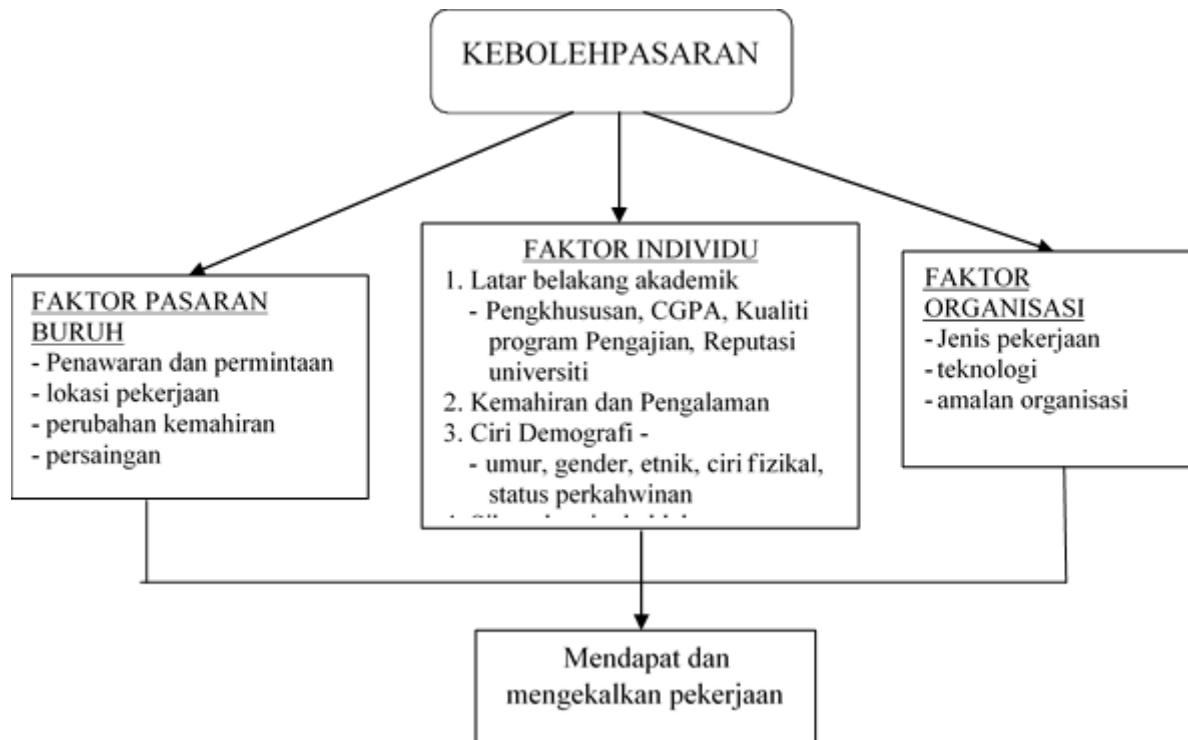 KEBOLEHPASARAN
FAKTOR PASARAN
BURUH
- Penawaran dan permintaan
- lokasi pekerjaan
- perubahan kemahiran
- persaingan
FAKTOR INDIVIDU
1. Latar belakang akademik
- Pengkhususan, CGPA, Kualiti
program Pengajian, Reputasi
universiti
2. Kemahiran dan Pengalaman
3. Ciri Demografi -
- umur, gender, etnik, ciri fizikal,
status perkahwinan
FAKTOR
ORGANISASI
- Jenis pekerjaan
- teknologi
- amalan organisasi
Mendapat dan
mengekalkan pekerjaan